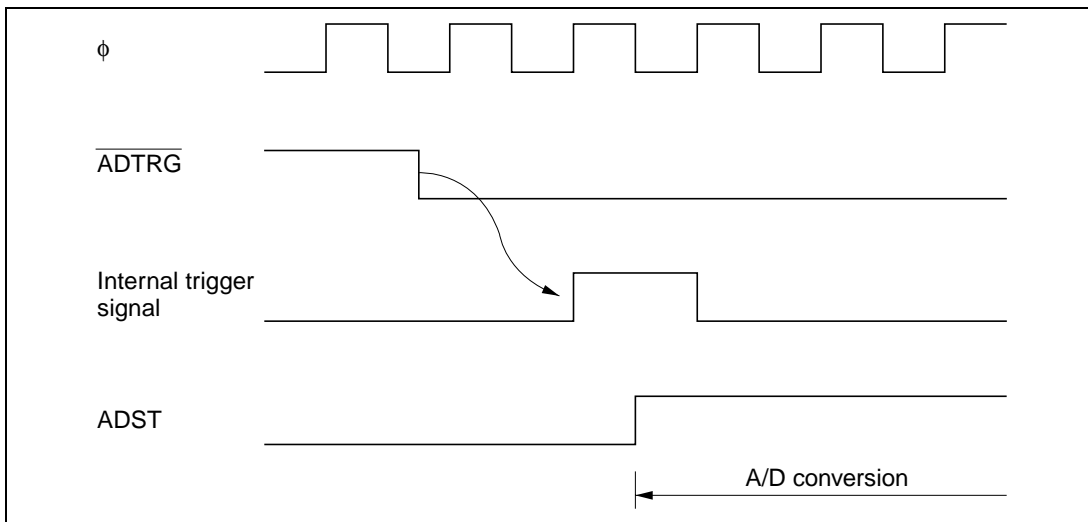 ϕ
ADTRG
Internal trigger
signal
ADST
A/D conversion